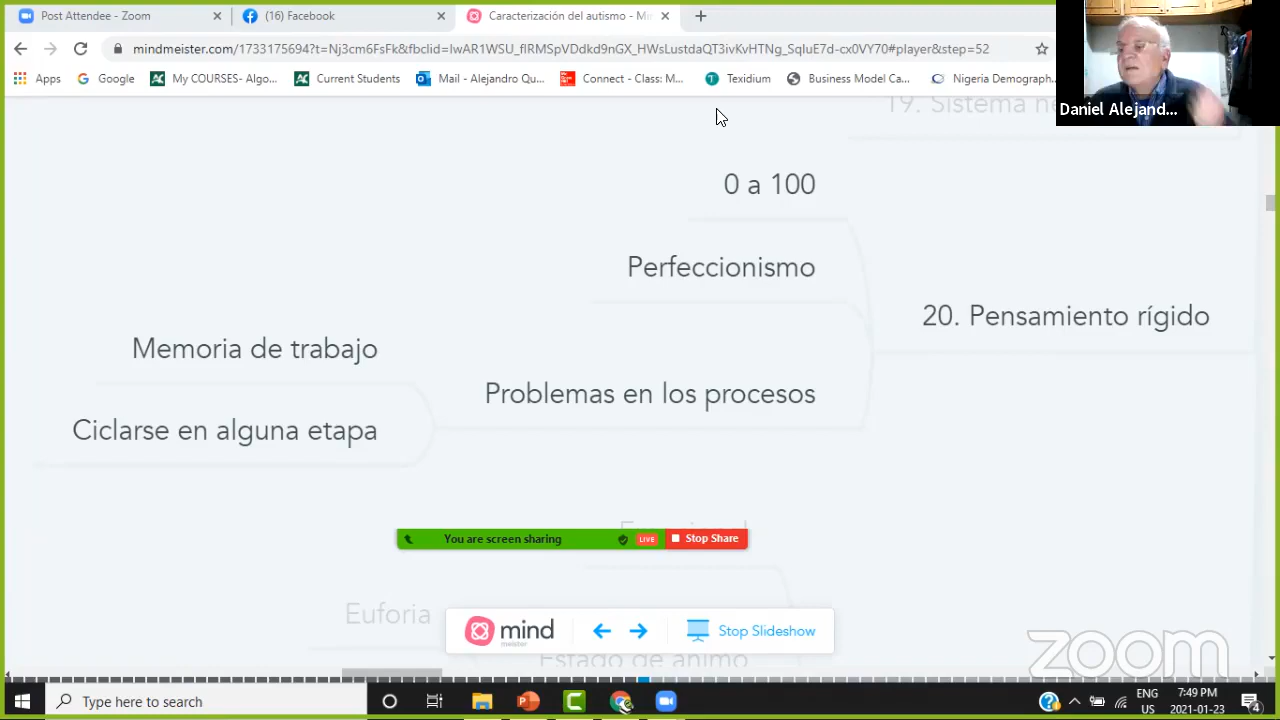 Post Attendee - Zoom
(16) Facebook
Caracterización del autismo - Mi
mindmeister.com/1733175694?t=Nj3cm6FsFk&fbclid=IwAR1WSU_flRMSpVDdkd9nGX_HWsLustdaQT3ivKvHTNg_SqluE7d-cx0VY70#player&step=52
Apps
Google
My COURSES- Algo...
Current Students
Mail - Alejandro Qu...
Connect - Class: M...
Texidium
Business Model Ca...
Nigeria Demograph
Daniel Alejand...
19. Sistema
0 a 100
Perfeccionismo
20. Pensamiento rígido
Memoria de trabajo
Problemas en los procesos
Ciclarse en alguna etapa
You are screen sharing
LIVE
Stop Share
Euforia
mind
meister
Stop Slideshow
Estado de ánimo
zoom
Type here to search
ENG
US
7:49 PM
2021-01-23
4